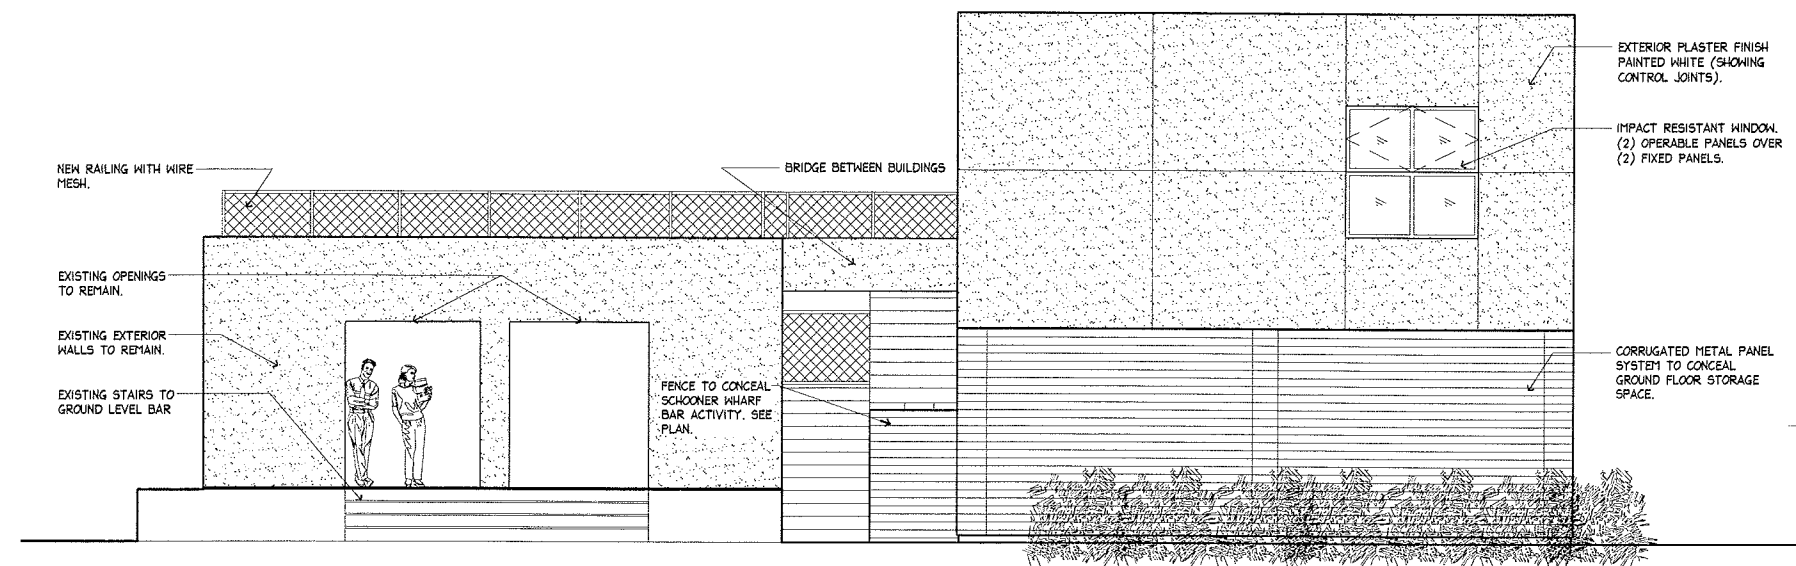 NEW RAILING WITH WIRE
MESH.
EXISTING OPENINGS
TO REMAIN.
EXISTING EXTERIOR
WALLS TO REMAIN.
EXISTING STAIRS TO
GROUND LEVEL BAR
BRIDGE BETWEEN BUILDINGS
FENCE TO CONCEAL
SCHOONER WHARF
BAR ACTIVITY. SEE
PLAN.
EXTERIOR PLASTER FINISH
PAINTED WHITE (SHOWING
CONTROL JOINTS).
IMPACT RESISTANT WINDOW.
(2) OPERABLE PANELS OVER
(2) FIXED PANELS.
CORRUGATED METAL PANEL
SYSTEM TO CONCEAL
GROUND FLOOR STORAGE
SPACE.